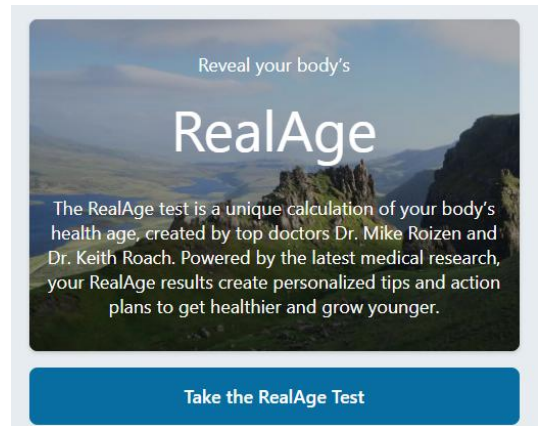 Reveal your body's
RealAge
The RealAge test is a unique calculation of your body's
health age, created by top doctors Dr. Mike Roizen and
Dr. Keith Roach. Powered by the latest medical research,
your RealAge results create personalized tips and action
plans to get healthier and grow younger.
Take the RealAge Test